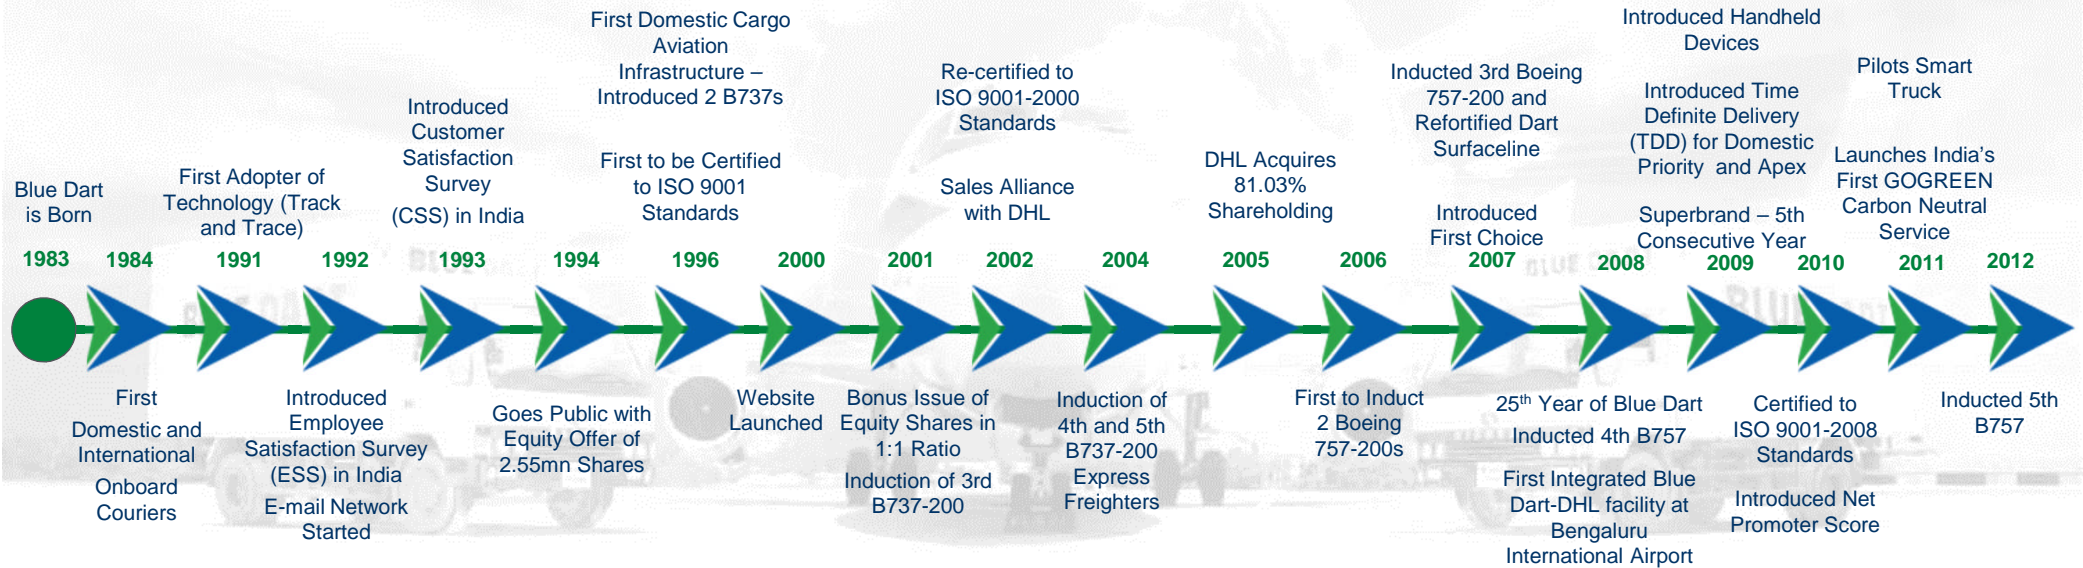 Blue Dart
is Born
First Adopter of
Technology (Track
and Trace)
Introduced
Customer
Satisfaction
Survey
(CSS) in India
First Domestic Cargo
Aviation
Infrastructure –
Introduced 2 B737s
First to be Certified
to ISO 9001
Standards
Re-certified to
ISO 9001-2000
Standards
Sales Alliance
with DHL
DHL Acquires
81.03%
Shareholding
Inducted 3rd Boeing
757-200 and
Refortified Dart
Surfaceline
Introduced
First Choice
Introduced Handheld
Devices
Introduced Time
Definite Delivery
(TDD) for Domestic
Priority and Apex
Superbrand – 5th
Consecutive Year
Pilots Smart
Truck
Launches India's
First GOGREEN
Carbon Neutral
Service
1983 1984 1991 1992 1993 1994 1996 2000 2001 2002 2004 2005 2006 2007 2008 2009 2010 2011 2012
First
Domestic and
International
Onboard
Couriers
Introduced
Employee
Satisfaction Survey
(ESS) in India
E-mail Network
Started
Goes Public with
Equity Offer of
2.55mn Shares
Website
Launched
Bonus Issue of
Equity Shares in
1:1 Ratio
Induction of 3rd
B737-200
Induction of
4th and 5th
B737-200
Express
Freighters
First to Induct
2 Boeing
757-200s
25th Year of Blue Dart
Inducted 4th B757
First Integrated Blue
Dart-DHL facility at
Bengaluru
International Airport
Certified to
ISO 9001-2008
Standards
Introduced Net
Promoter Score
Inducted 5th
B757